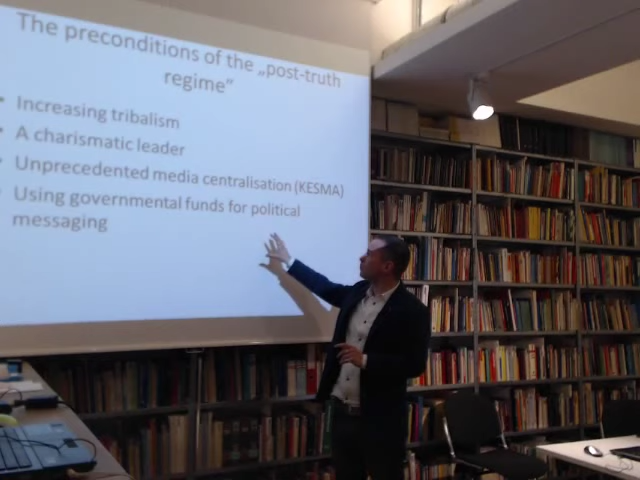 The preconditions of the „post-truth
regime”
• Increasing tribalism
• A charismatic leader
• Unprecedented media centralisation (KESMA)
• Using governmental funds for political
messaging